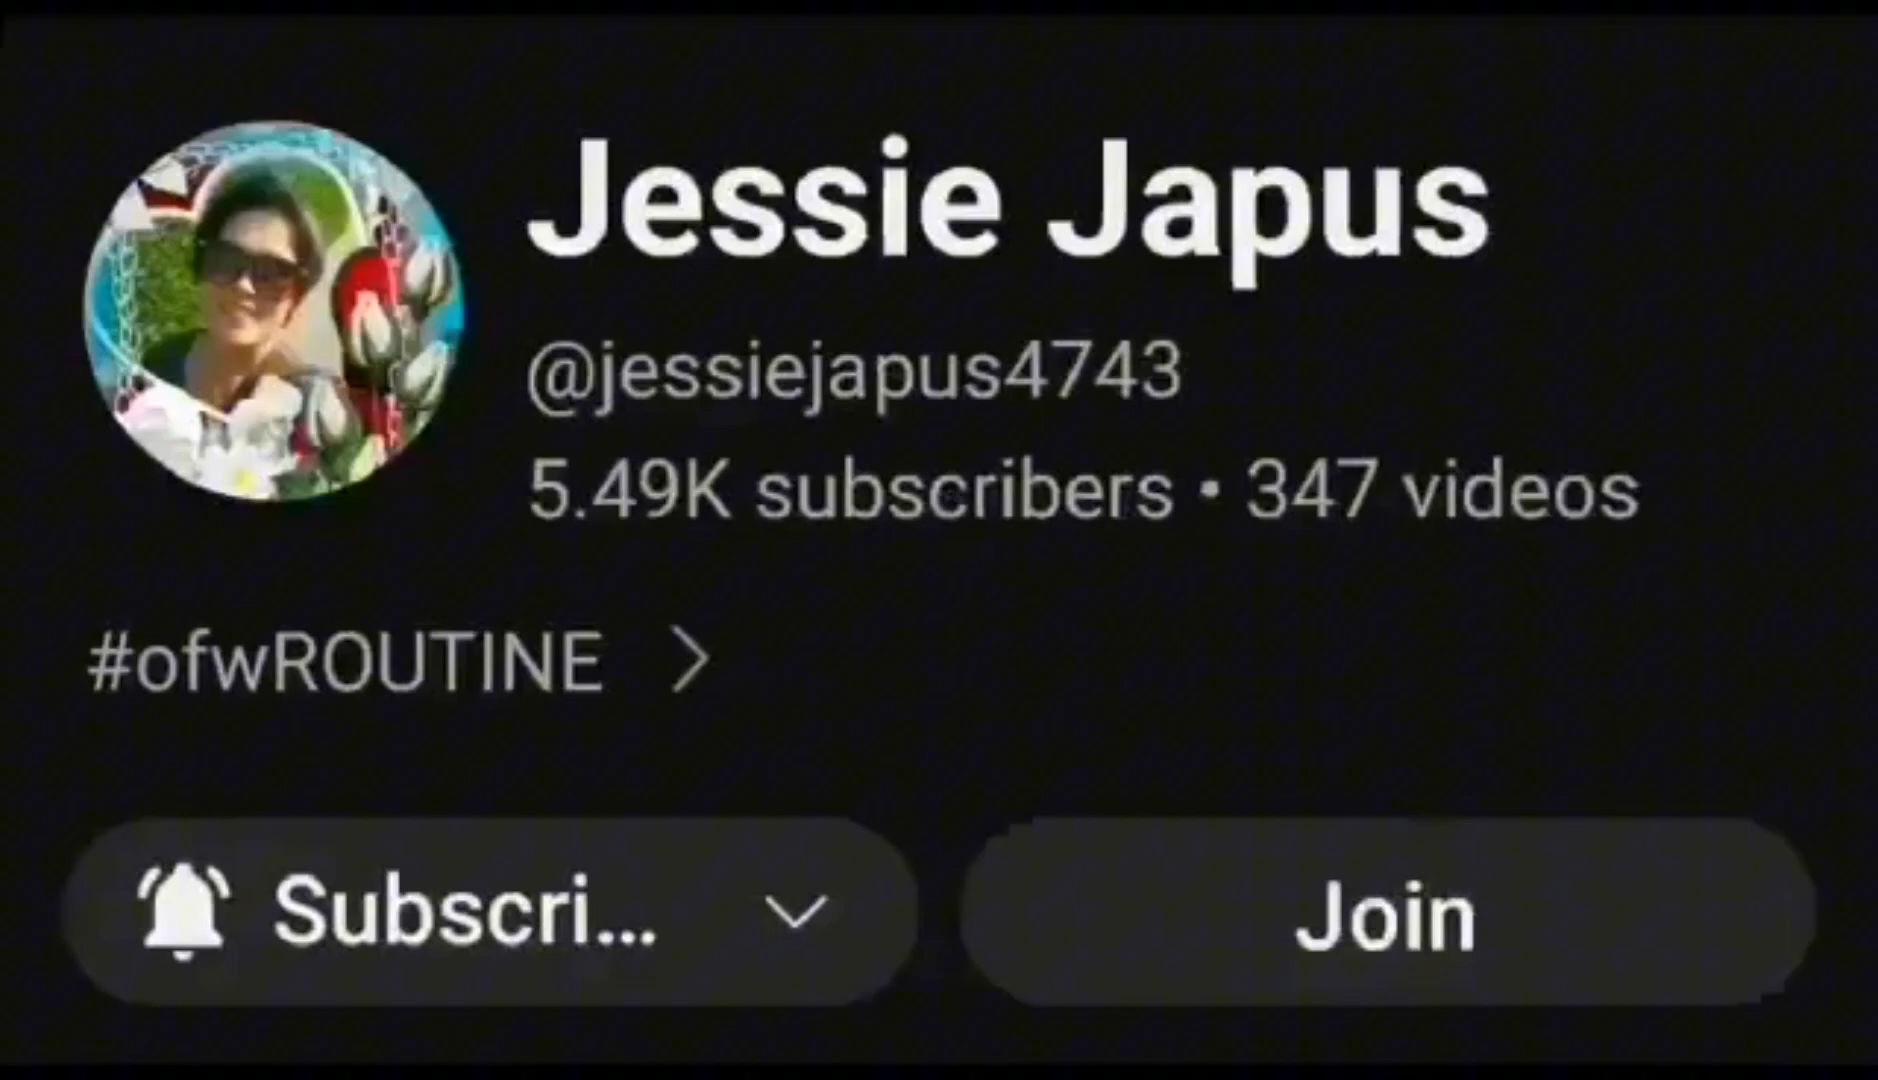 Jessie Japus
@jessiejapus4743
5.49K subscribers • 347 videos
#ofwROUTINE
Subscri...
Join